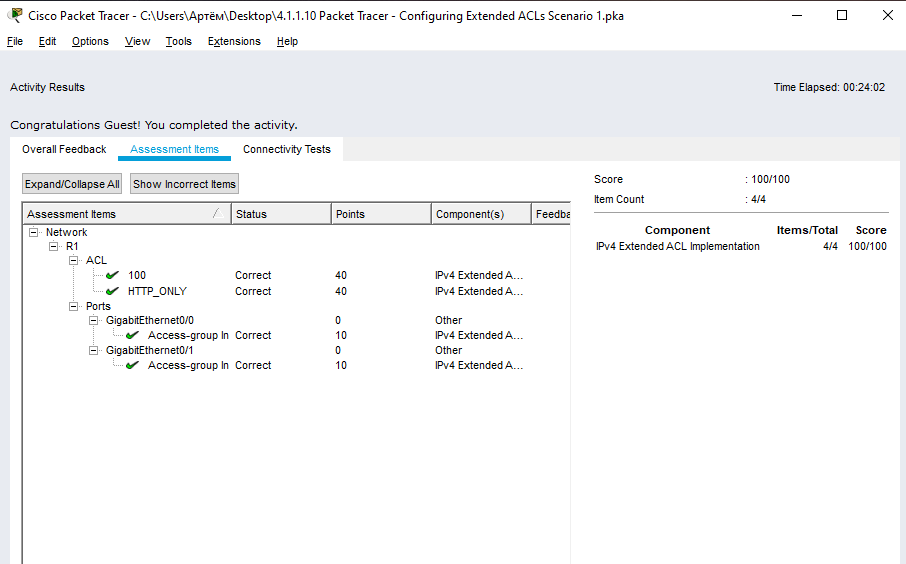 Cisco Packet Tracer - C:\Users\Артём\Desktop\4.1.1.10 Packet Tracer - Configuring Extended ACLs Scenario 1.pka
File Edit Options View Tools Extensions Help
Activity Results
Time Elapsed: 00:24:02
Congratulations Guest! You completed the activity.
Overall Feedback Assessment Items Connectivity Tests
Expand/Collapse All Show Incorrect Items
Assessment Items Status Points Component(s) Feedba
Network
R1
ACL
100 Correct 40 IPv4 Extended A...
HTTP_ONLY Correct 40 IPv4 Extended A...
Ports
GigabitEthernet0/0 0 Other
Access-group In Correct 10 IPv4 Extended A...
GigabitEthernet0/1 0 Other
Access-group In Correct 10 IPv4 Extended A...
Score : 100/100
Item Count : 4/4
Component Items/Total Score
IPv4 Extended ACL Implementation 4/4 100/100